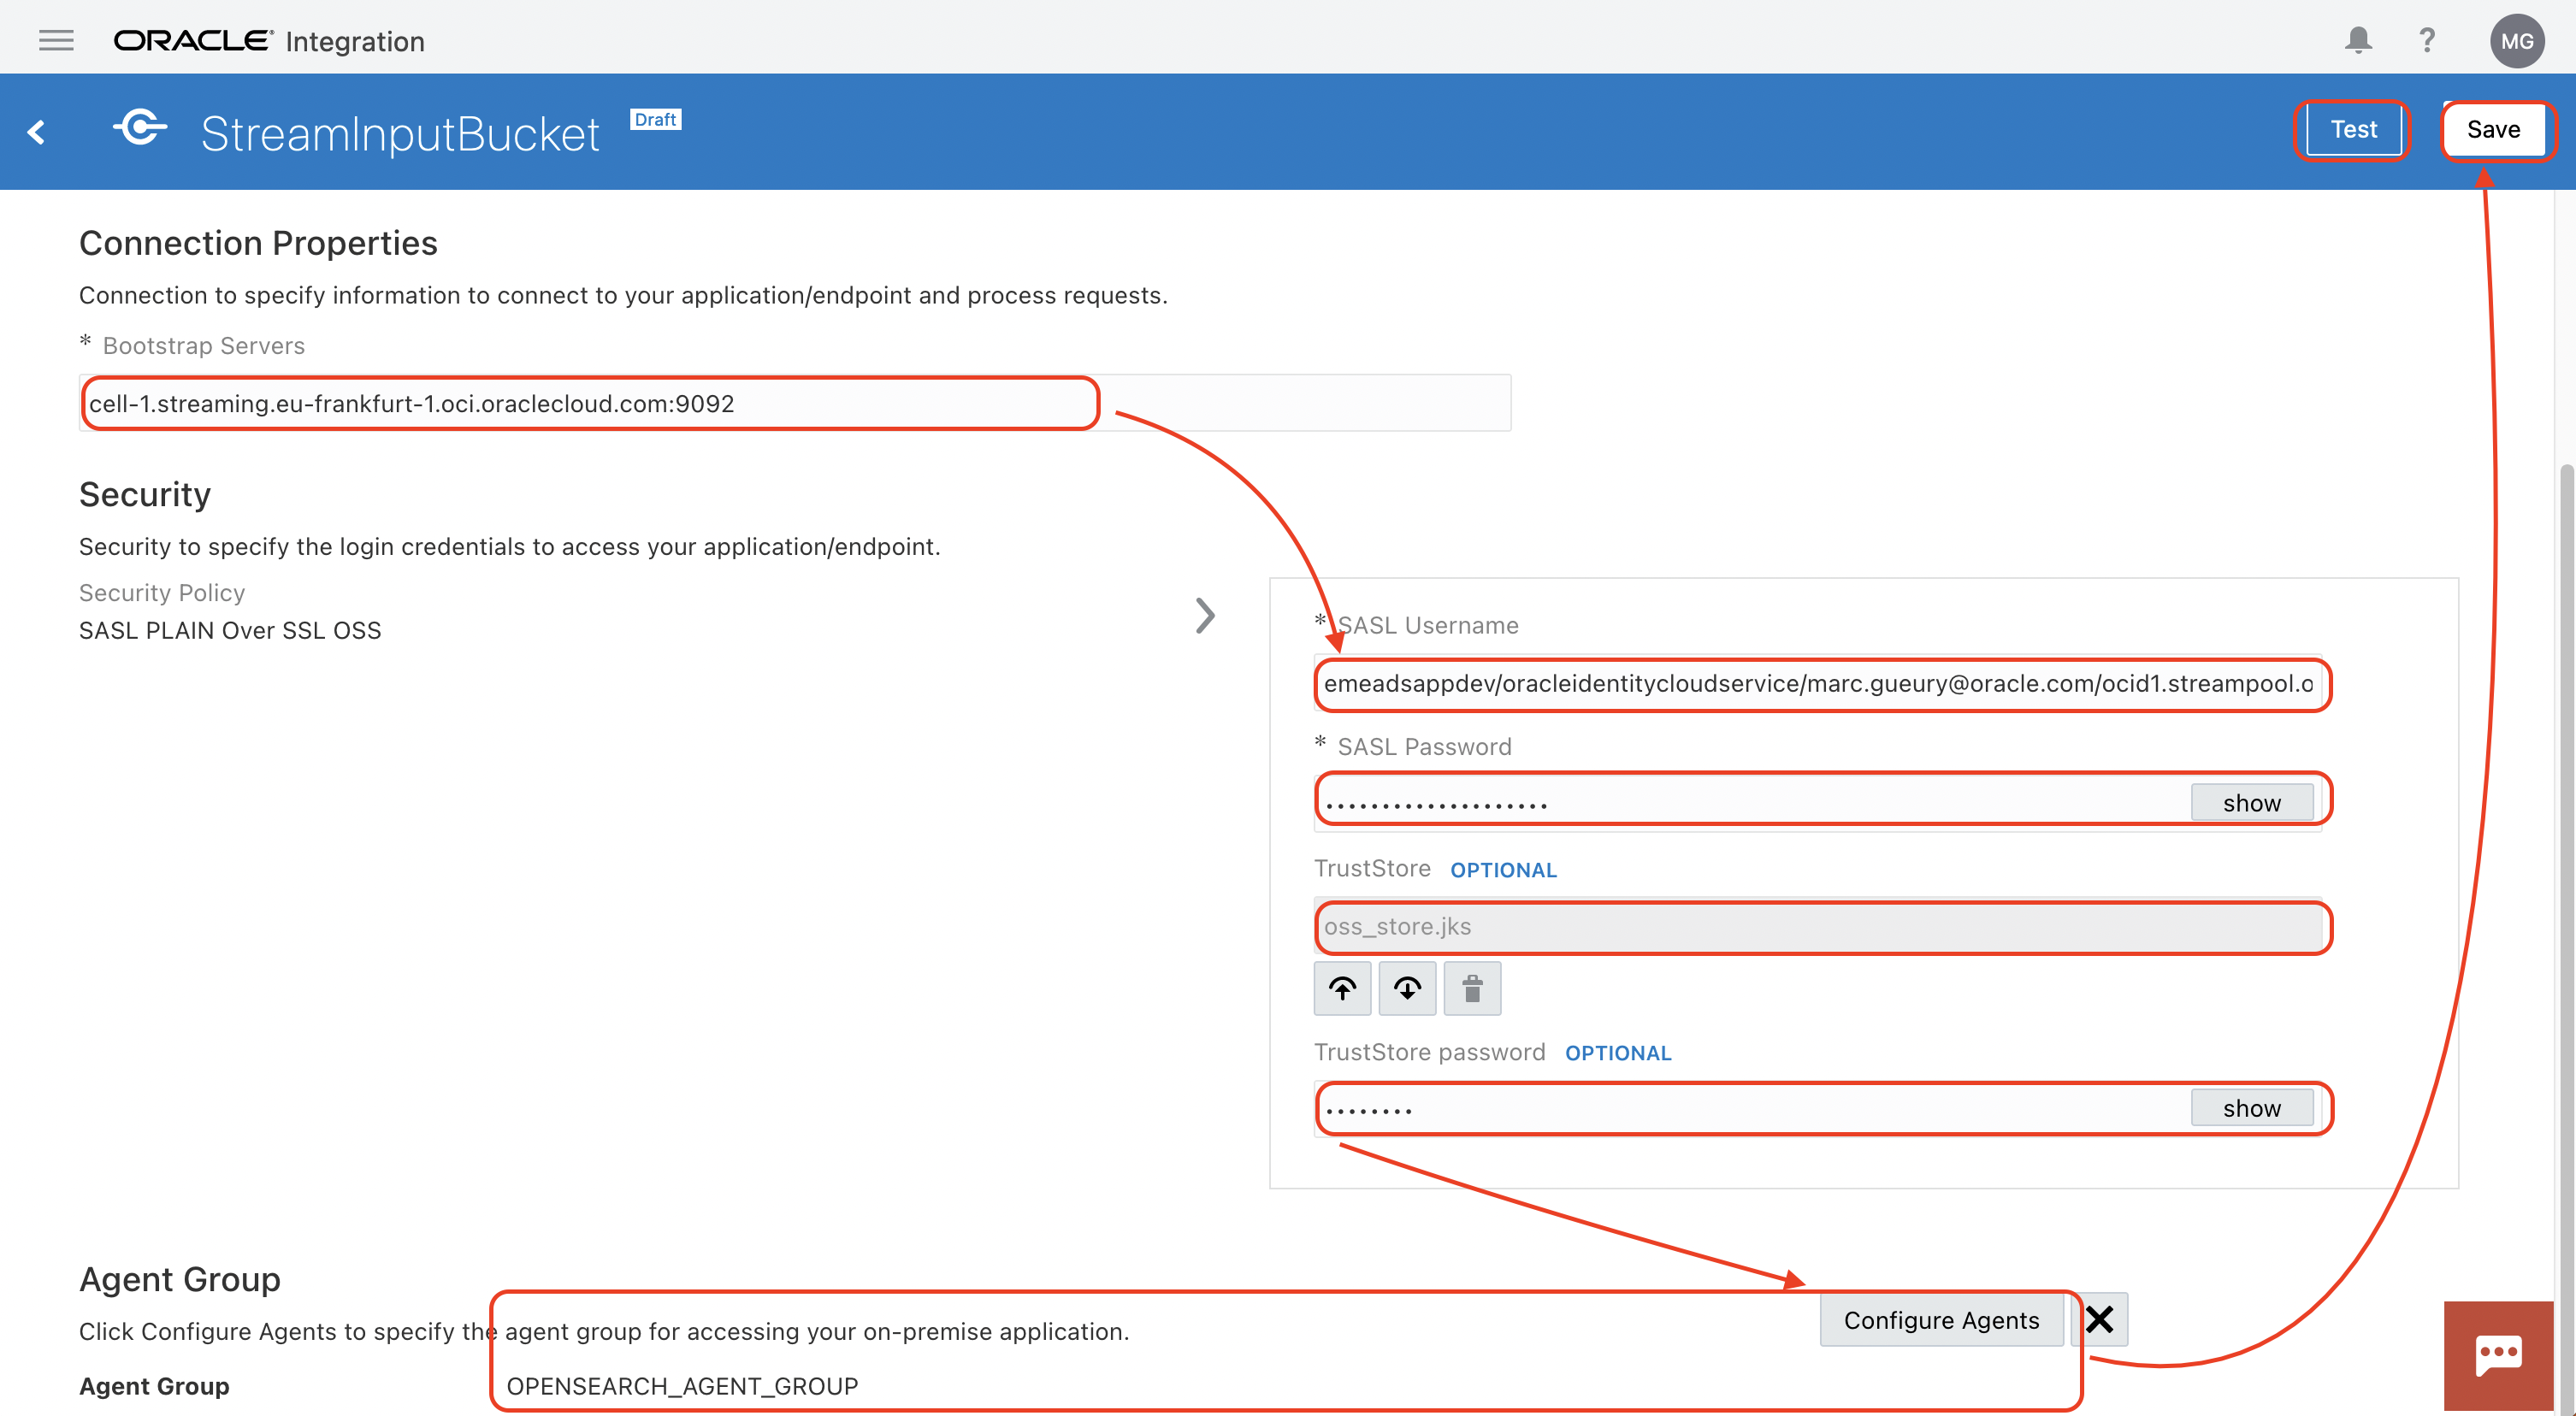 ORACLE Integration
?
MG
StreamInputBucket
Draft
Test
Save
Connection Properties
Connection to specify information to connect to your application/endpoint and process requests.
* Bootstrap Servers
cell-1.streaming.eu-frankfurt-1.oci.oraclecloud.com:9092
Security
Security to specify the login credentials to access your application/endpoint.
Security Policy
SASL PLAIN Over SSL OSS
* SASL Username
emeadsappdev/oracleidentitycloudservice/marc.gueury@oracle.com/ocid1.streampool.o
* SASL Password
show
TrustStore OPTIONAL
oss_store.jks
TrustStore password OPTIONAL
show
Agent Group
Click Configure Agents to specify the agent group for accessing your on-premise application.
Configure Agents
Agent Group
OPENSEARCH_AGENT_GROUP